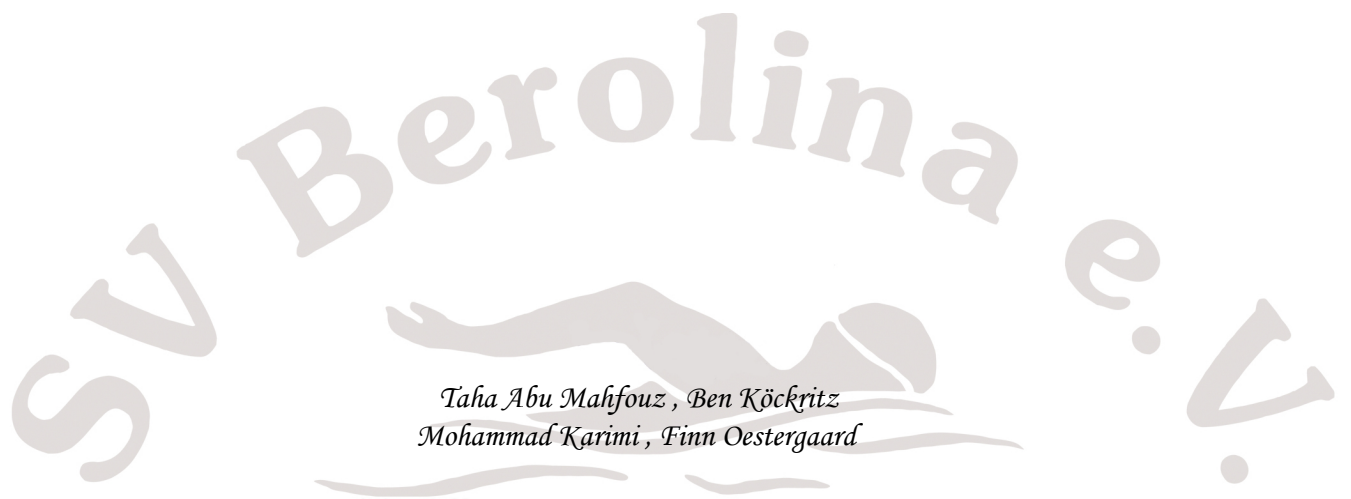 SV Berolina e.V.
Taha Abu Mahfouz , Ben Köckritz
Mohammad Karimi , Finn Oestergaard